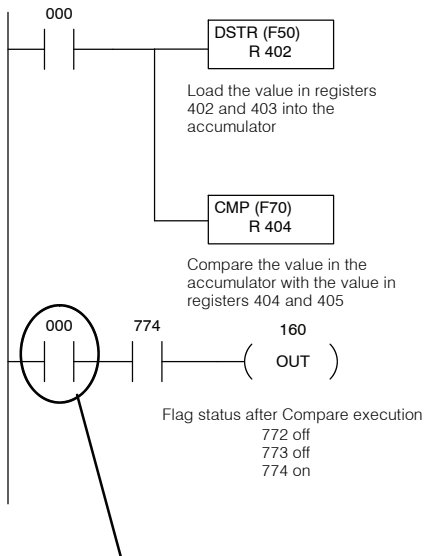 000
DSTR (F50)
R 402
Load the value in registers
402 and 403 into the
accumulator
CMP (F70)
R 404
Compare the value in the
accumulator with the value in
registers 404 and 405
000 774 160
OUT
Flag status after Compare execution
772 off
773 off
774 on